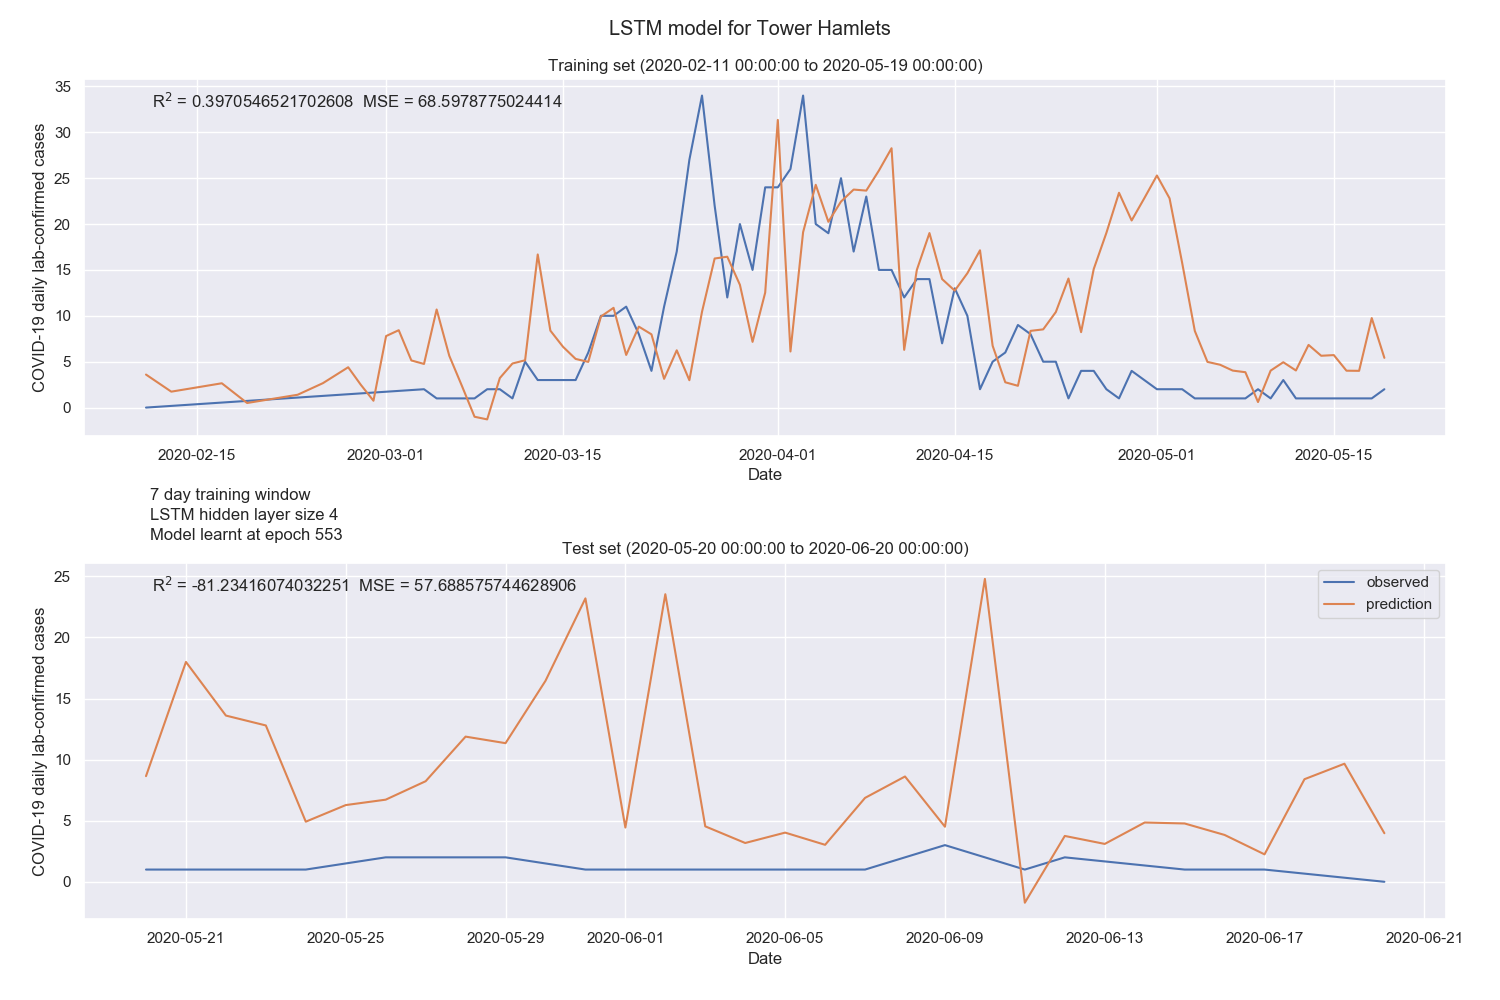 LSTM model for Tower Hamlets
Training set (2020-02-11 00:00:00 to 2020-05-19 00:00:00)
R² = 0.3970546521702608  MSE = 68.5978775024414
COVID-19 daily lab-confirmed cases
35
30
25
20
15
10
5
0
2020-02-15
2020-03-01
2020-03-15
2020-04-01
2020-04-15
2020-05-01
2020-05-15
Date
7 day training window
LSTM hidden layer size 4
Model learnt at epoch 553
Test set (2020-05-20 00:00:00 to 2020-06-20 00:00:00)
R² = -81.23416074032251  MSE = 57.688575744628906
observed
prediction
COVID-19 daily lab-confirmed cases
25
20
15
10
5
0
2020-05-21
2020-05-25
2020-05-29
2020-06-01
2020-06-05
2020-06-09
2020-06-13
2020-06-17
2020-06-21
Date